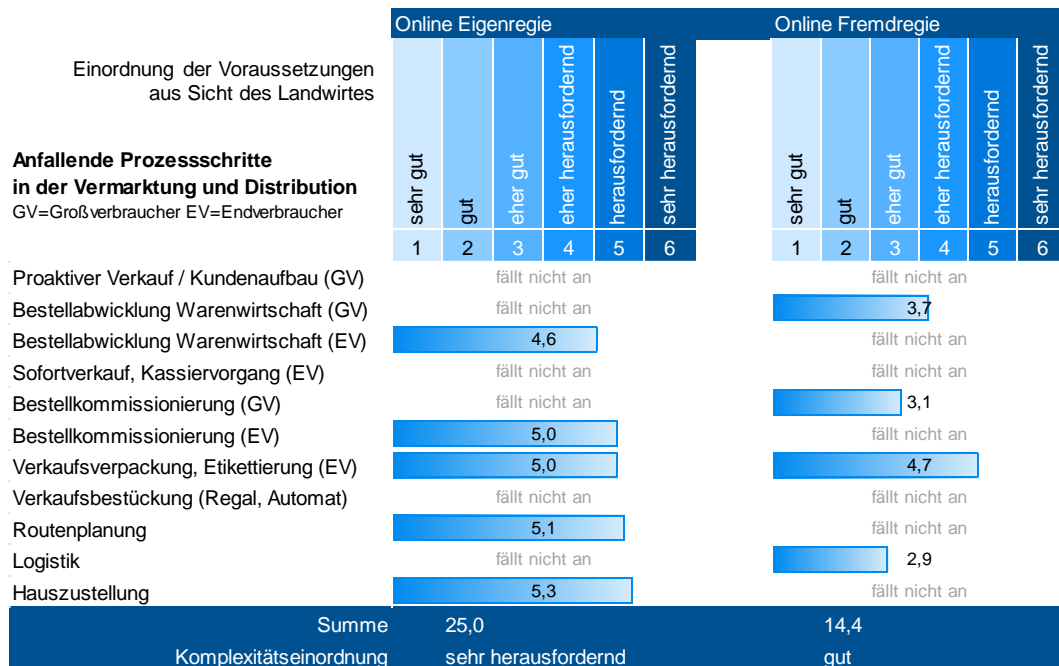 Online Eigenregie Online Fremdregie
Einordnung der Voraussetzungen
aus Sicht des Landwirtes
Anfallende Prozessschritte
in der Vermarktung und Distribution
GV=Großverbraucher EV=Endverbraucher
sehr gut gut eher gut eher herausfordernd herausfordernd sehr herausfordernd sehr gut gut eher gut eher herausfordernd herausfordernd sehr herausfordernd
1 2 3 4 5 6 1 2 3 4 5 6
Proaktiver Verkauf / Kundenaufbau (GV) fällt nicht an fällt nicht an
Bestellabwicklung Warenwirtschaft (GV) fällt nicht an 3,7
Bestellabwicklung Warenwirtschaft (EV) 4,6 fällt nicht an
Sofortverkauf, Kassiervorgang (EV) fällt nicht an fällt nicht an
Bestellkommissionierung (GV) fällt nicht an 3,1
Bestellkommissionierung (EV) 5,0 fällt nicht an
Verkaufsverpackung, Etikettierung (EV) 5,0 4,7
Verkaufsbestückung (Regal, Automat) fällt nicht an fällt nicht an
Routenplanung 5,1 fällt nicht an
Logistik fällt nicht an 2,9
Hauszustellung 5,3 fällt nicht an
Summe 25,0 14,4
Komplexitätseinordnung sehr herausfordernd gut